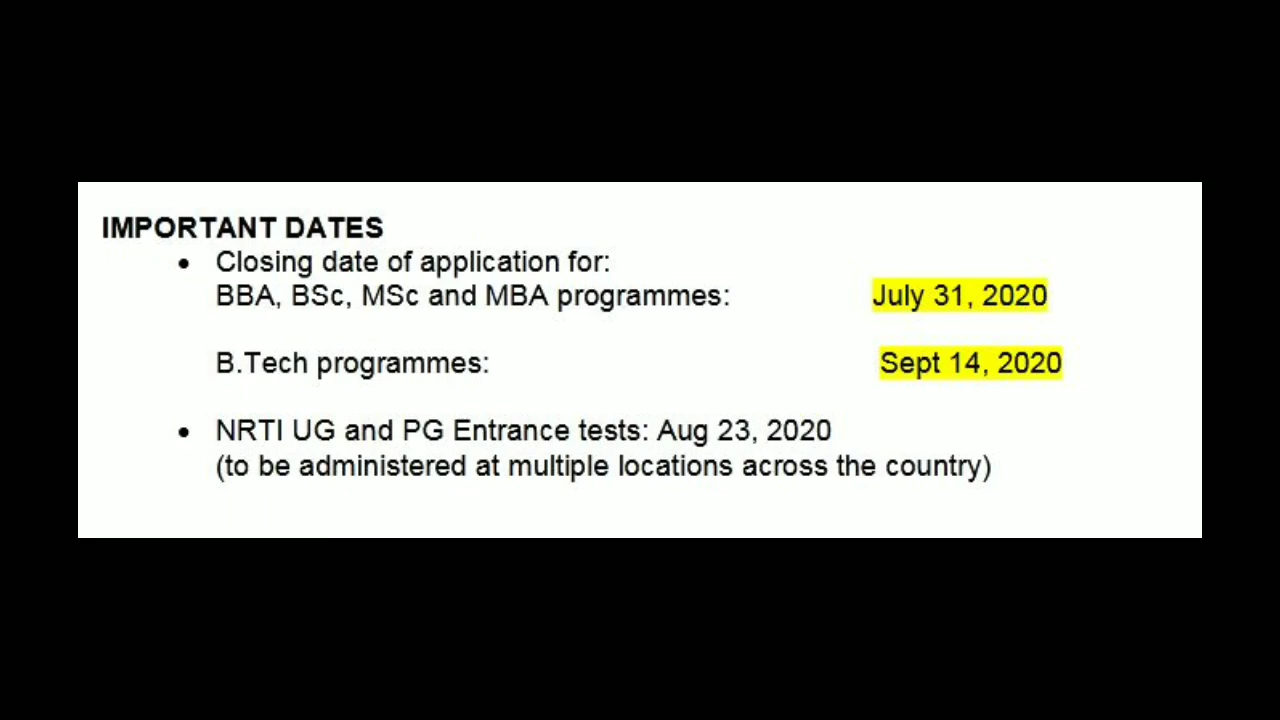 IMPORTANT DATES
• Closing date of application for:
BBA, BSc, MSc and MBA programmes: July 31, 2020
B.Tech programmes: Sept 14, 2020
• NRTI UG and PG Entrance tests: Aug 23, 2020
(to be administered at multiple locations across the country)